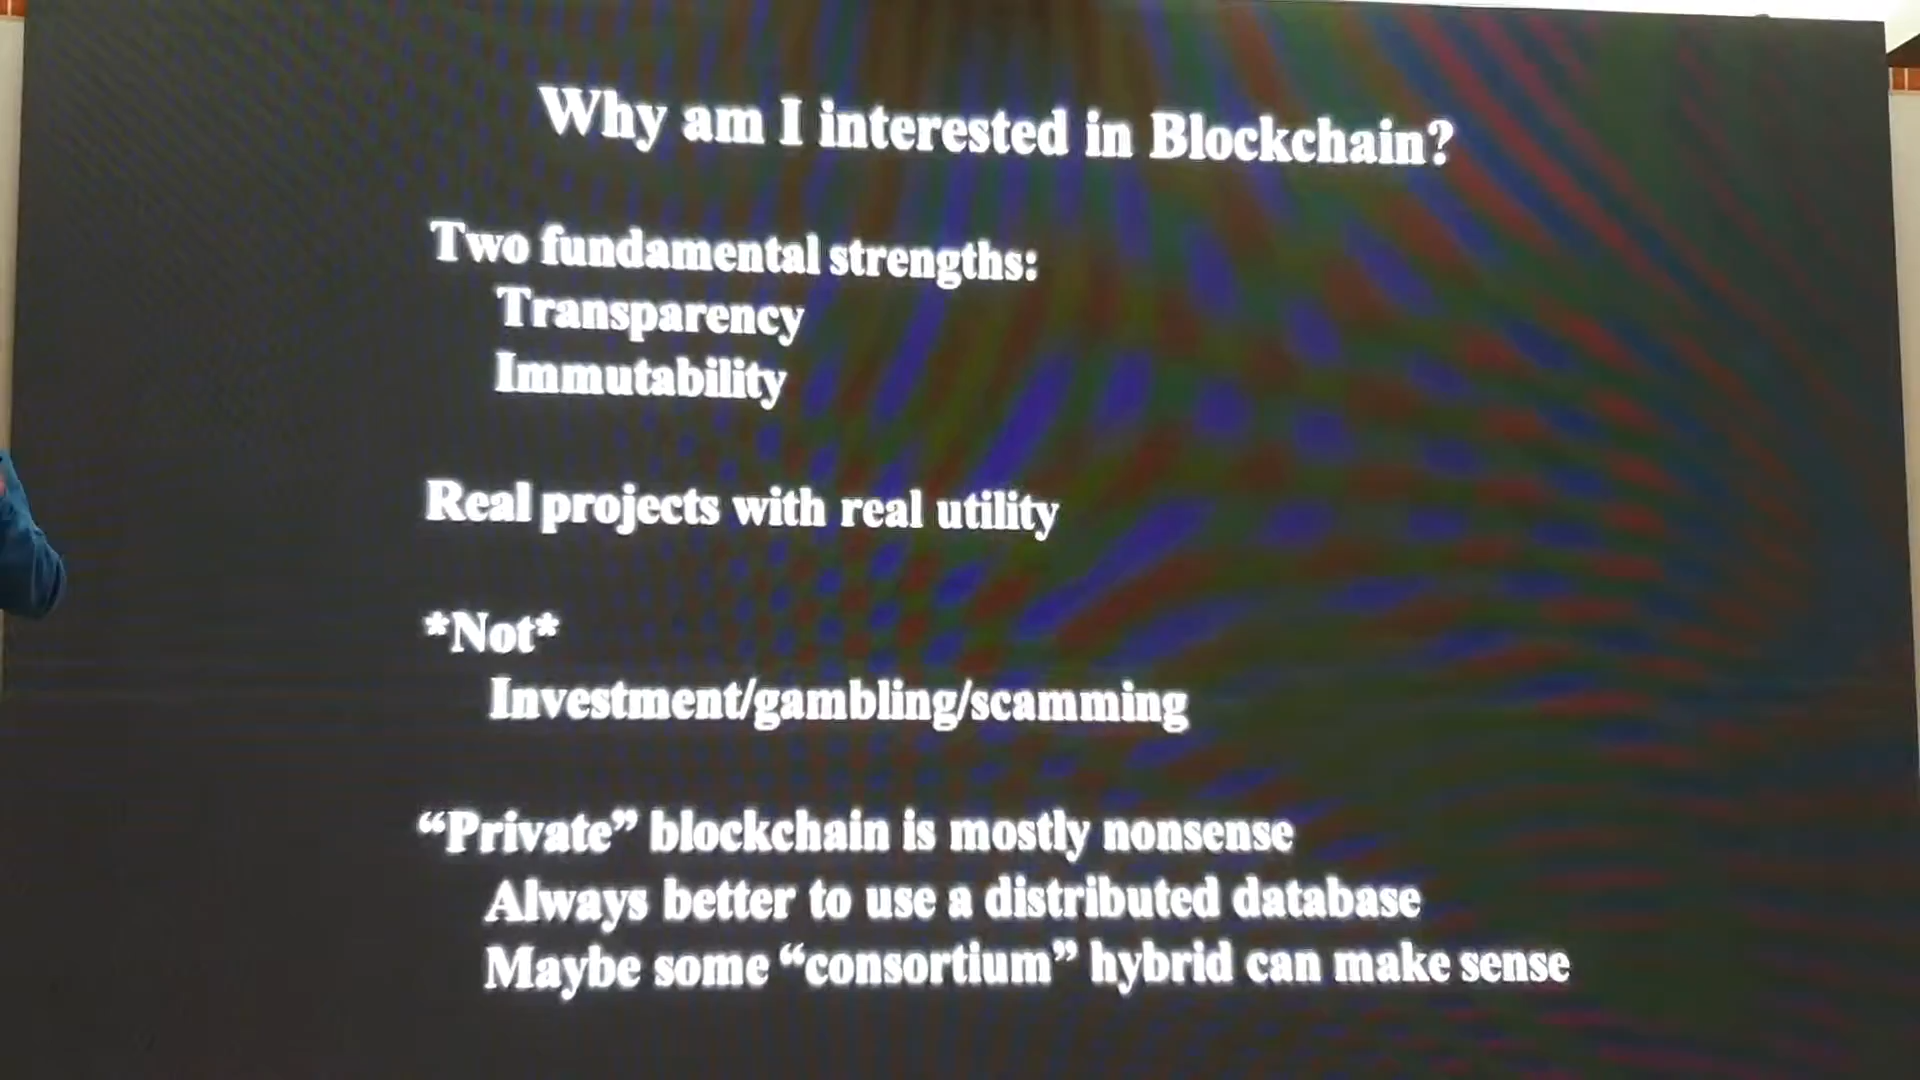 Why am I interested in Blockchain?
Two fundamental strengths:
Transparency
Immutability
Real projects with real utility
*Not*
Investment/gambling/scamming
“Private” blockchain is mostly nonsense
Always better to use a distributed database
Maybe some “consortium” hybrid can make sense